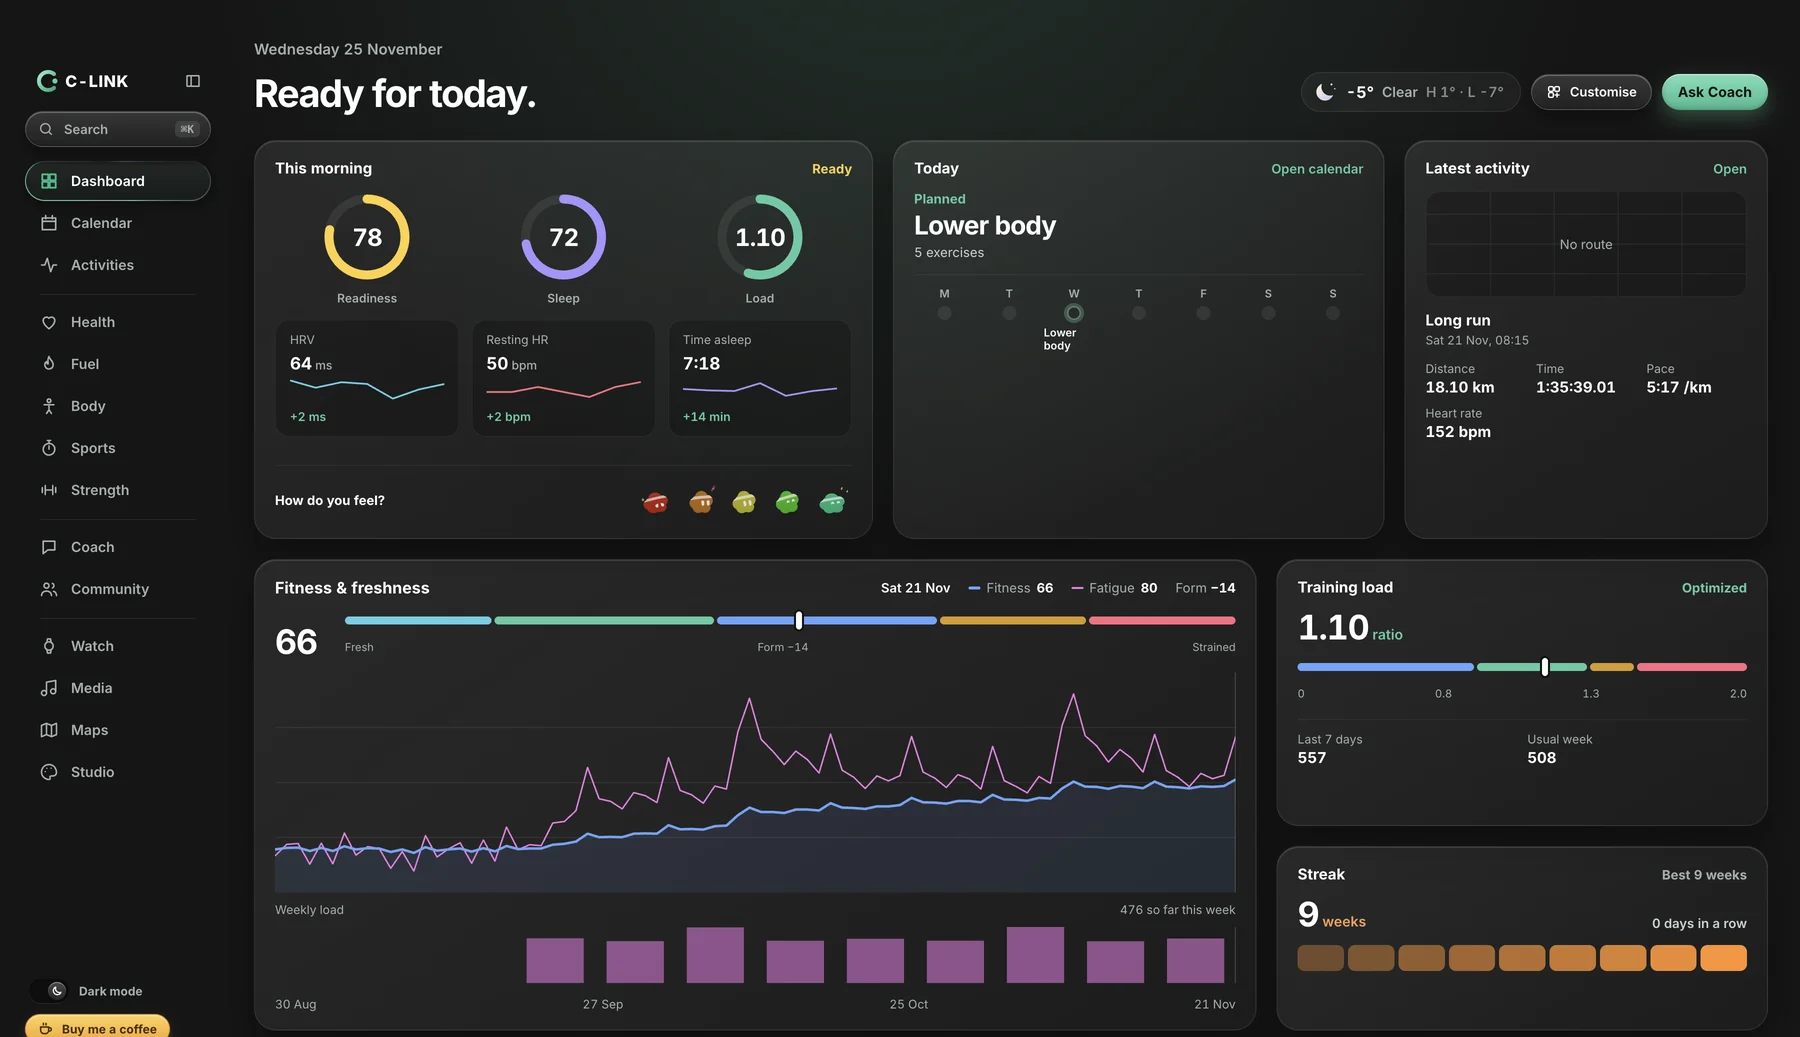 C-LINK
Search ⌘K
Dashboard
Calendar
Activities
Health
Fuel
Body
Sports
Strength
Coach
Community
Watch
Media
Maps
Studio
Dark mode
Buy me a coffee
Wednesday 25 November
Ready for today.
-5° Clear H 1° · L -7°
Customise
Ask Coach
This morning
Ready
78
Readiness
72
Sleep
1.10
Load
HRV
64 ms
+2 ms
Resting HR
50 bpm
+2 bpm
Time asleep
7:18
+14 min
How do you feel?
Today
Open calendar
Planned
Lower body
5 exercises
M T W T F S S
Lower
body
Latest activity
Open
No route
Long run
Sat 21 Nov, 08:15
Distance Time Pace
18.10 km 1:35:39.01 5:17 /km
Heart rate
152 bpm
Fitness & freshness
Sat 21 Nov Fitness 66 Fatigue 80 Form −14
66
Fresh Form −14 Strained
Weekly load
476 so far this week
30 Aug 27 Sep 25 Oct 21 Nov
Training load
Optimized
1.10 ratio
0 0.8 1.3 2.0
Last 7 days Usual week
557 508
Streak
Best 9 weeks
9 weeks
0 days in a row